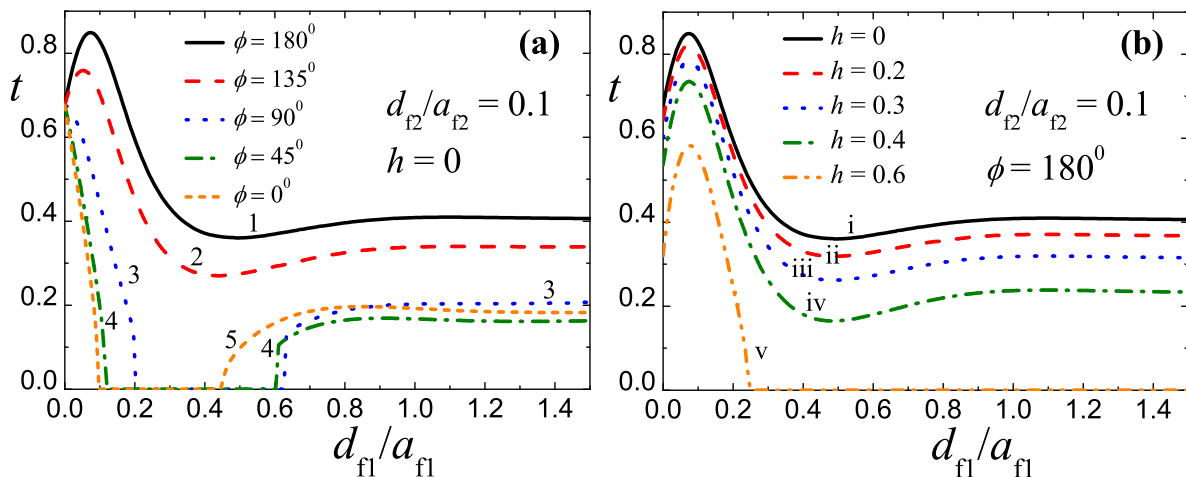 (a)
t
0.8
0.6
0.4
0.2
0.0
ϕ = 180⁰
ϕ = 135⁰
ϕ = 90⁰
ϕ = 45⁰
ϕ = 0⁰
d_f2/a_f2 = 0.1
h = 0
1
2
3
3
4
4
5
0.0 0.2 0.4 0.6 0.8 1.0 1.2 1.4
d_f1/a_f1
(b)
t
0.8
0.6
0.4
0.2
0.0
h = 0
h = 0.2
h = 0.3
h = 0.4
h = 0.6
d_f2/a_f2 = 0.1
ϕ = 180⁰
i
ii
iii
iv
v
0.0 0.2 0.4 0.6 0.8 1.0 1.2 1.4
d_f1/a_f1